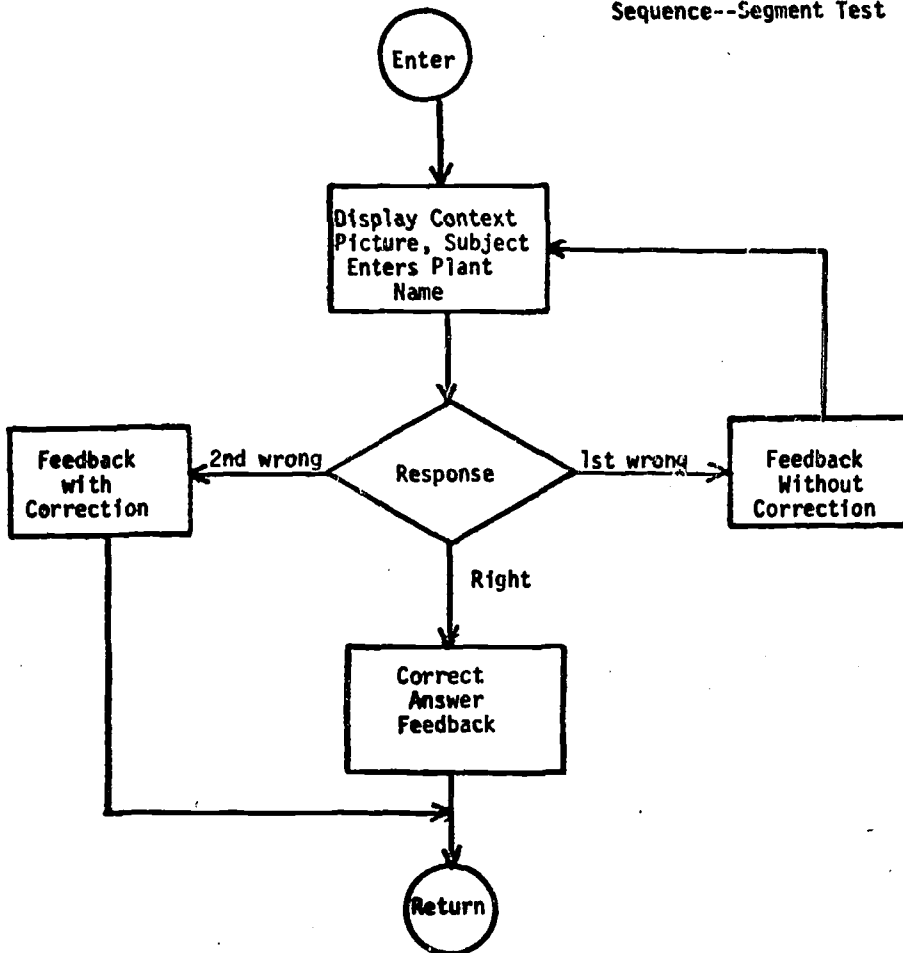 Sequence--Segment Test
Enter
Display Context
Picture, Subject
Enters Plant
Name
Feedback
with
Correction
2nd wrong
Response
1st wrong
Feedback
Without
Correction
Right
Correct
Answer
Feedback
Return